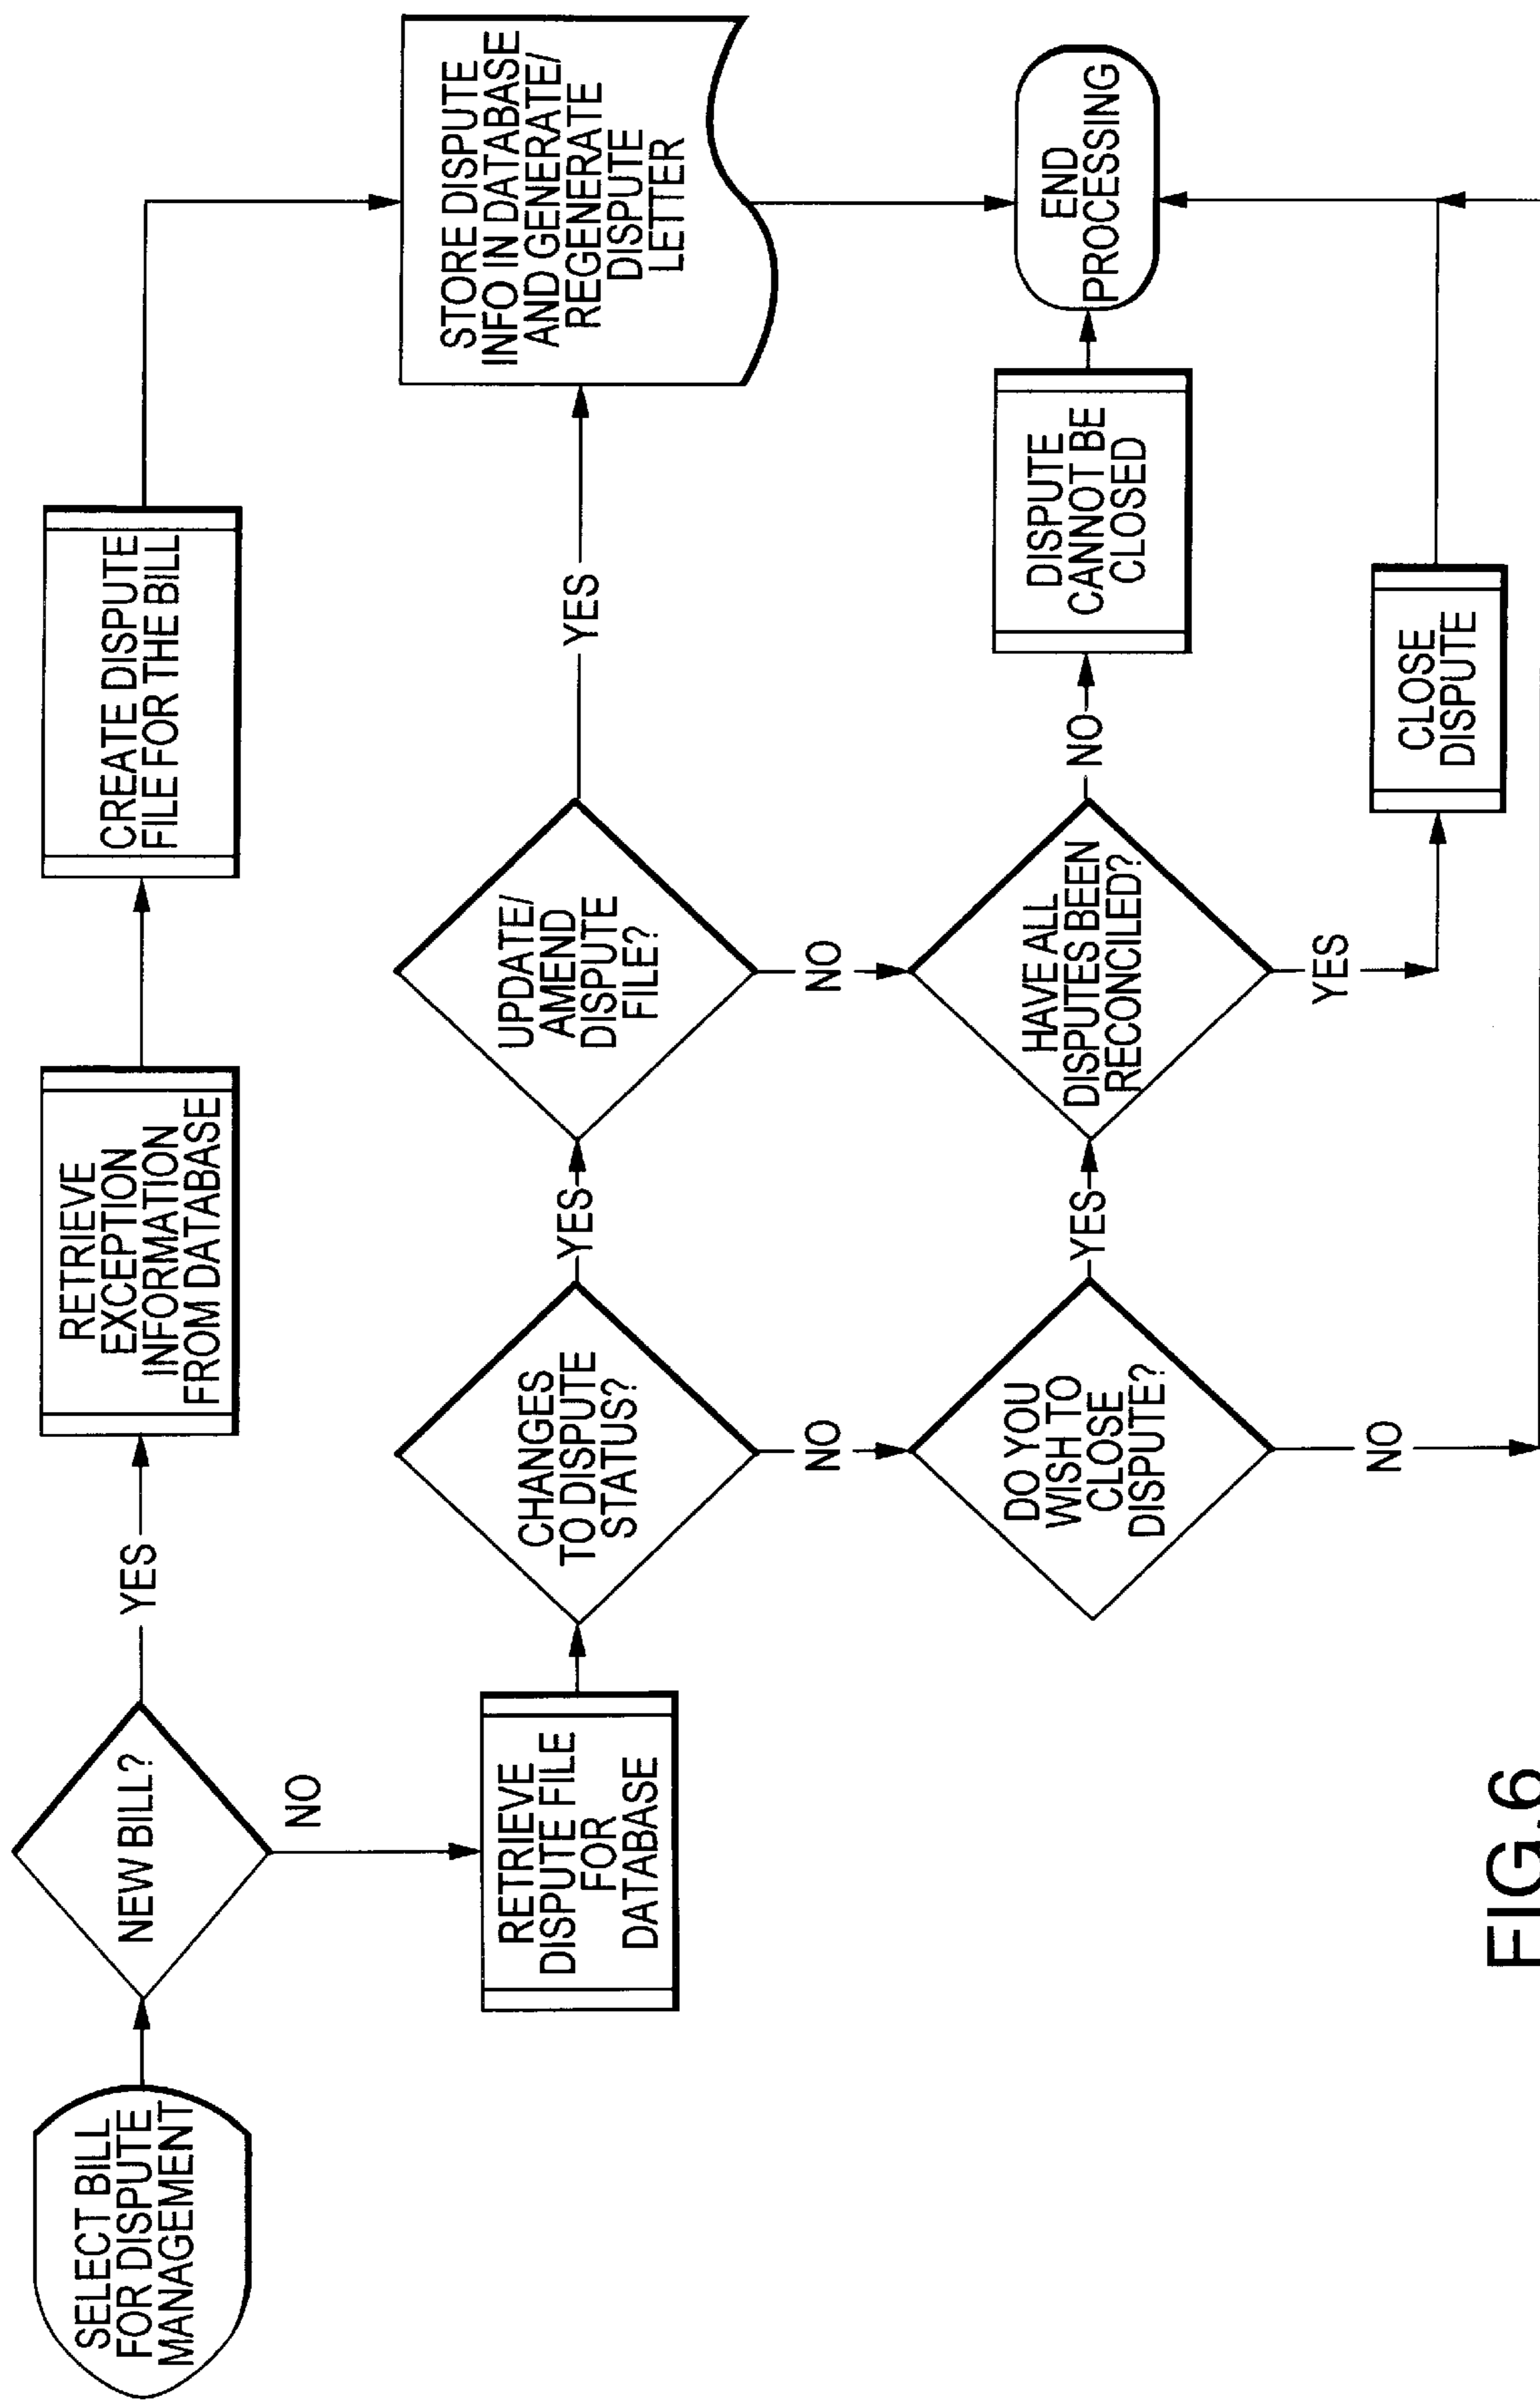 SELECT BILL
FOR DISPUTE
MANAGEMENT
NEW BILL?
YES
RETRIEVE
EXCEPTION
INFORMATION
FROM DATABASE
CREATE DISPUTE
FILE FOR THE BILL
NO
RETRIEVE
DISPUTE FILE
FOR
DATABASE
CHANGES
TO DISPUTE
STATUS?
YES
UPDATE/
AMEND
DISPUTE
FILE?
YES
STORE DISPUTE
INFO IN DATABASE
AND GENERATE/
REGENERATE
DISPUTE
LETTER
NO
NO
DO YOU
WISH TO
CLOSE
DISPUTE?
YES
HAVE ALL
DISPUTES BEEN
RECONCILED?
NO
DISPUTE
CANNOT BE
CLOSED
END
PROCESSING
NO
YES
CLOSE
DISPUTE
FIG.6